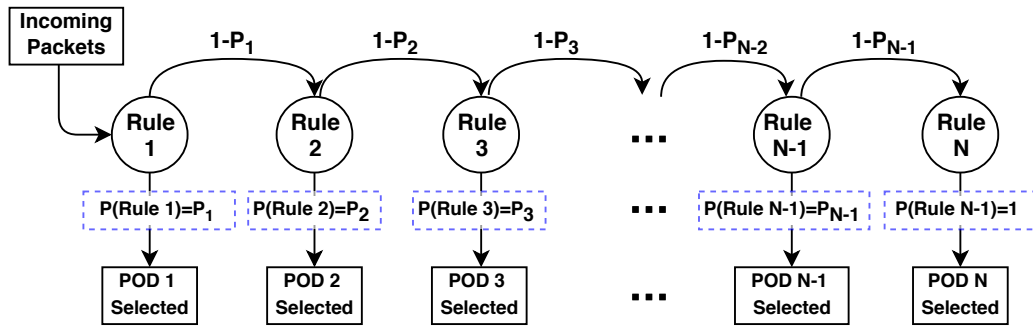 Incoming
Packets
1-P1
1-P2
1-P3
1-PN-2
1-PN-1
Rule
1
Rule
2
Rule
3
...
Rule
N-1
Rule
N
P(Rule 1)=P1
P(Rule 2)=P2
P(Rule 3)=P3
...
P(Rule N-1)=PN-1
P(Rule N-1)=1
POD 1
Selected
POD 2
Selected
POD 3
Selected
...
POD N-1
Selected
POD N
Selected